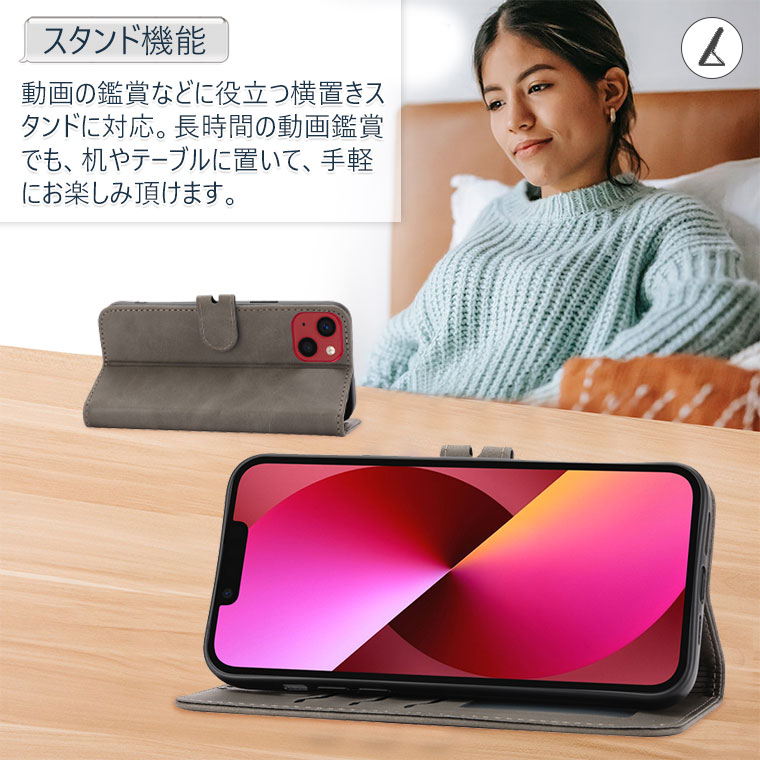 スタンド機能
動画の鑑賞などに役立つ横置きス
タンドに対応。長時間の動画鑑賞
でも、机やテーブルに置いて、手軽
にお楽しみ頂けます。